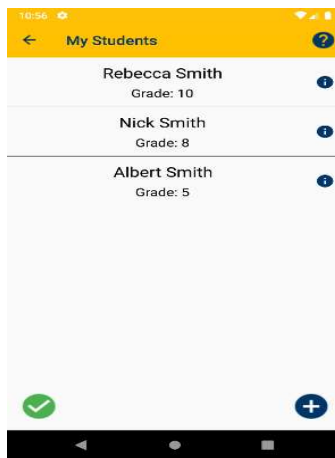 10:56
My Students
?
Rebecca Smith
Grade: 10
Nick Smith
Grade: 8
Albert Smith
Grade: 5